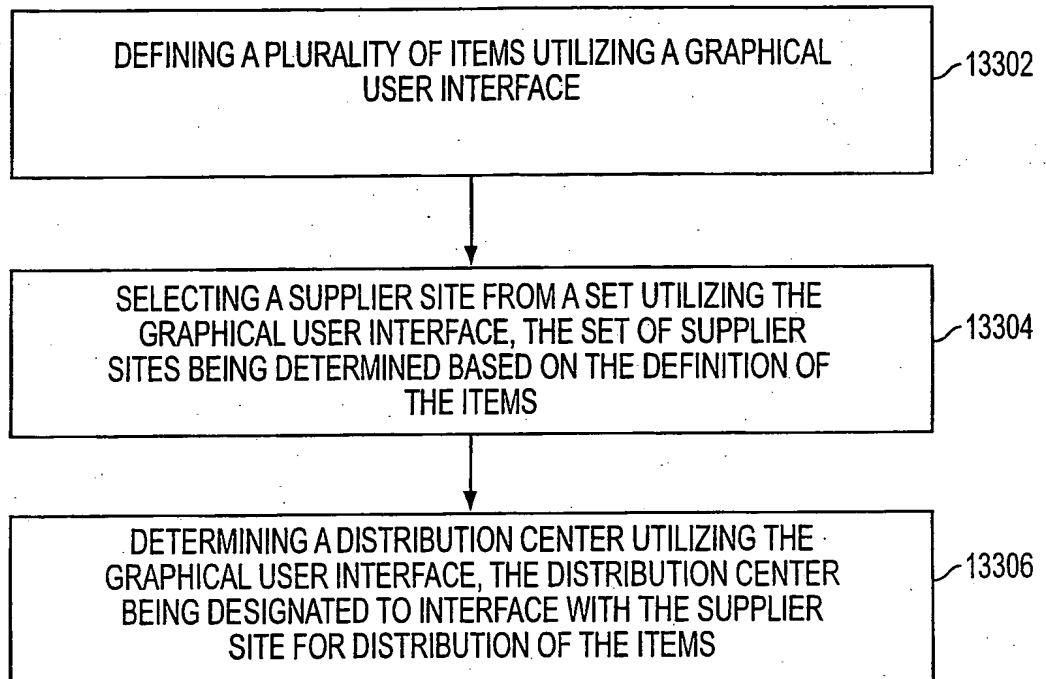 DEFINING A PLURALITY OF ITEMS UTILIZING A GRAPHICAL
USER INTERFACE
13302
SELECTING A SUPPLIER SITE FROM A SET UTILIZING THE
GRAPHICAL USER INTERFACE, THE SET OF SUPPLIER
SITES BEING DETERMINED BASED ON THE DEFINITION OF
THE ITEMS
13304
DETERMINING A DISTRIBUTION CENTER UTILIZING THE
GRAPHICAL USER INTERFACE, THE DISTRIBUTION CENTER
BEING DESIGNATED TO INTERFACE WITH THE SUPPLIER
SITE FOR DISTRIBUTION OF THE ITEMS
13306